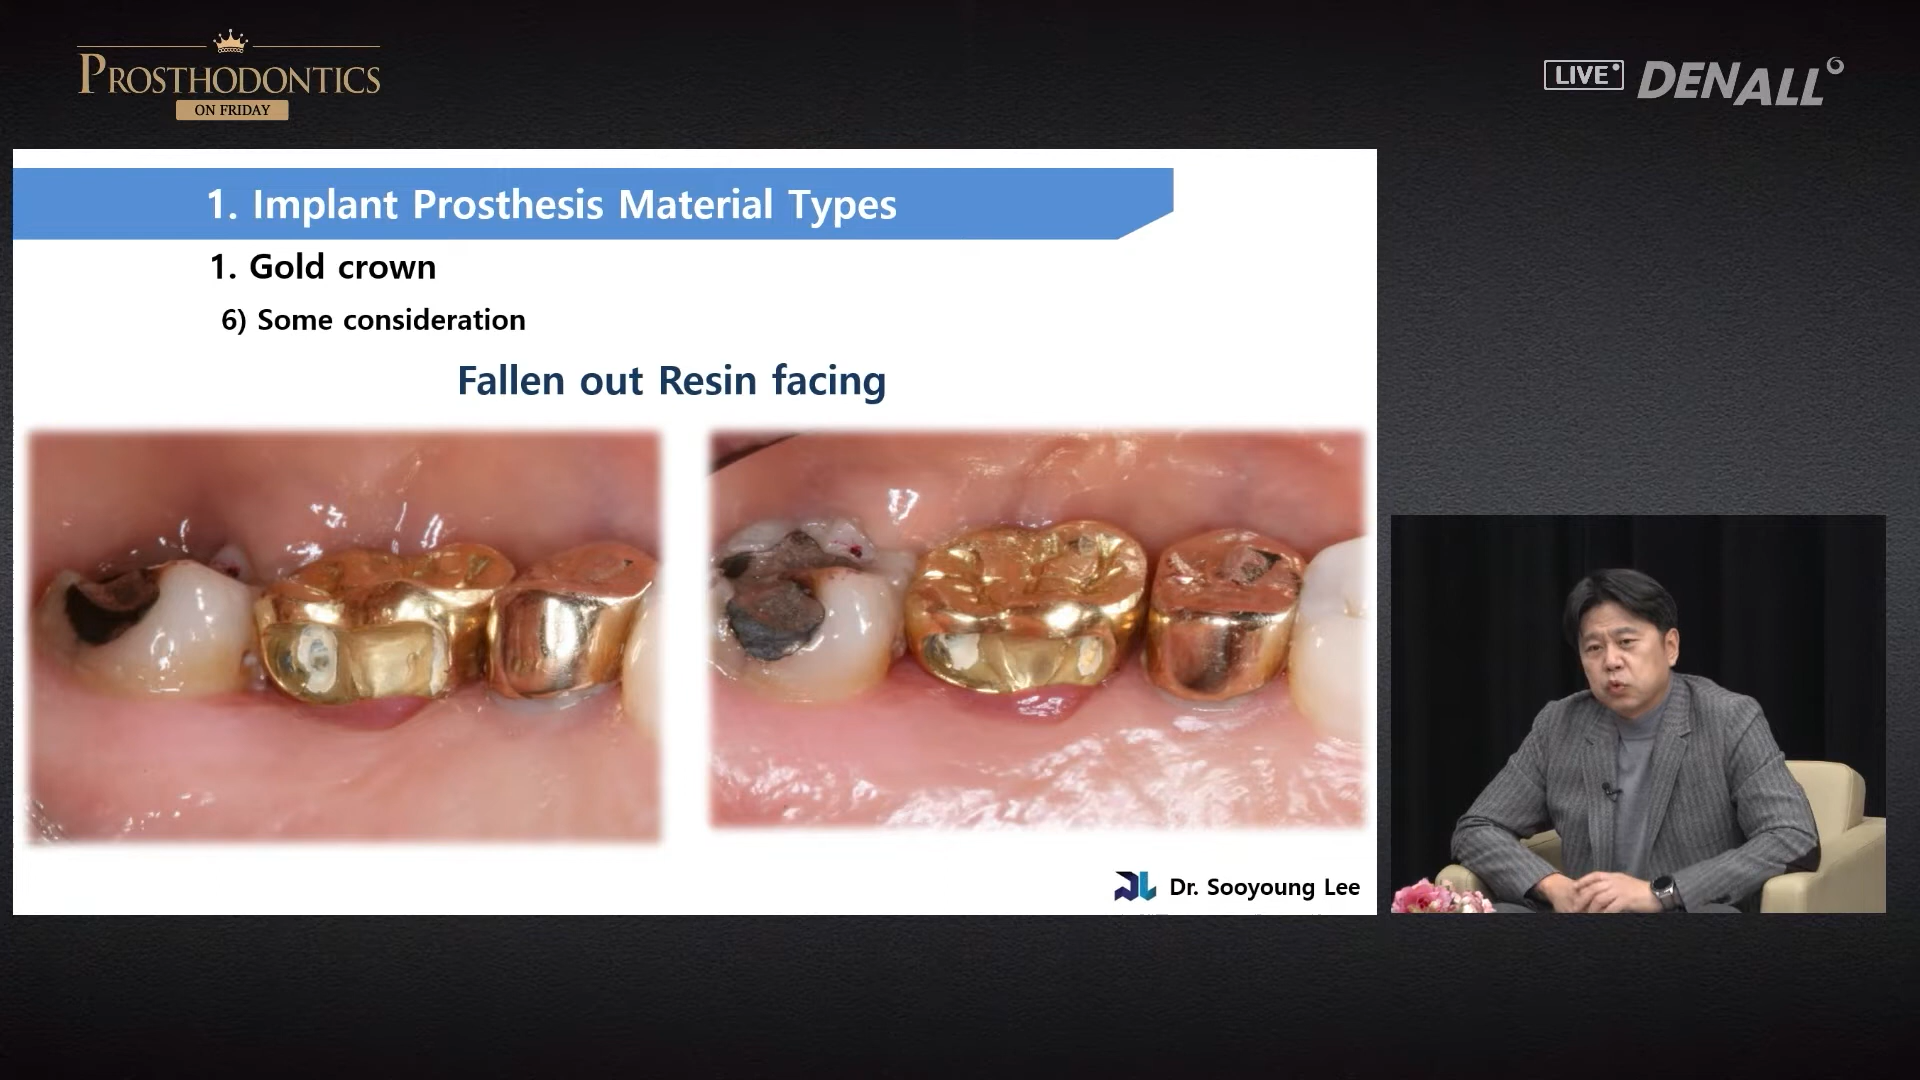 PROSTHODONTICS
ON FRIDAY
LIVE
DENALL
1. Implant Prosthesis Material Types
1. Gold crown
6) Some consideration
Fallen out Resin facing
Dr. Sooyoung Lee